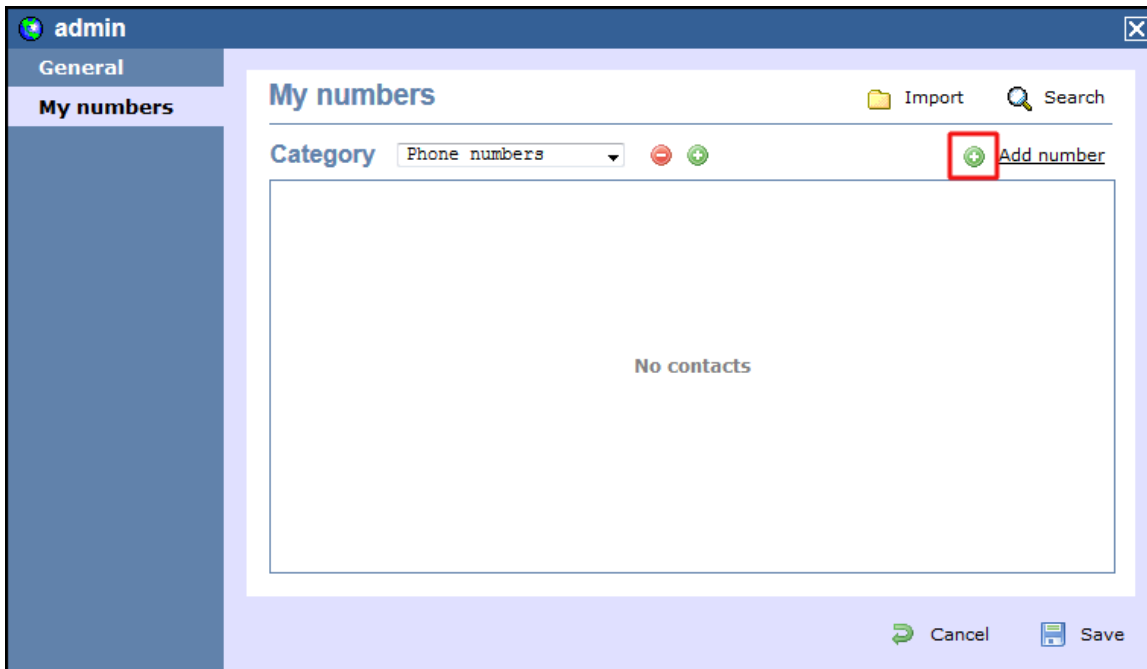 admin
General
My numbers
My numbers
Import
Search
Category
Phone numbers
Add number
No contacts
Cancel
Save